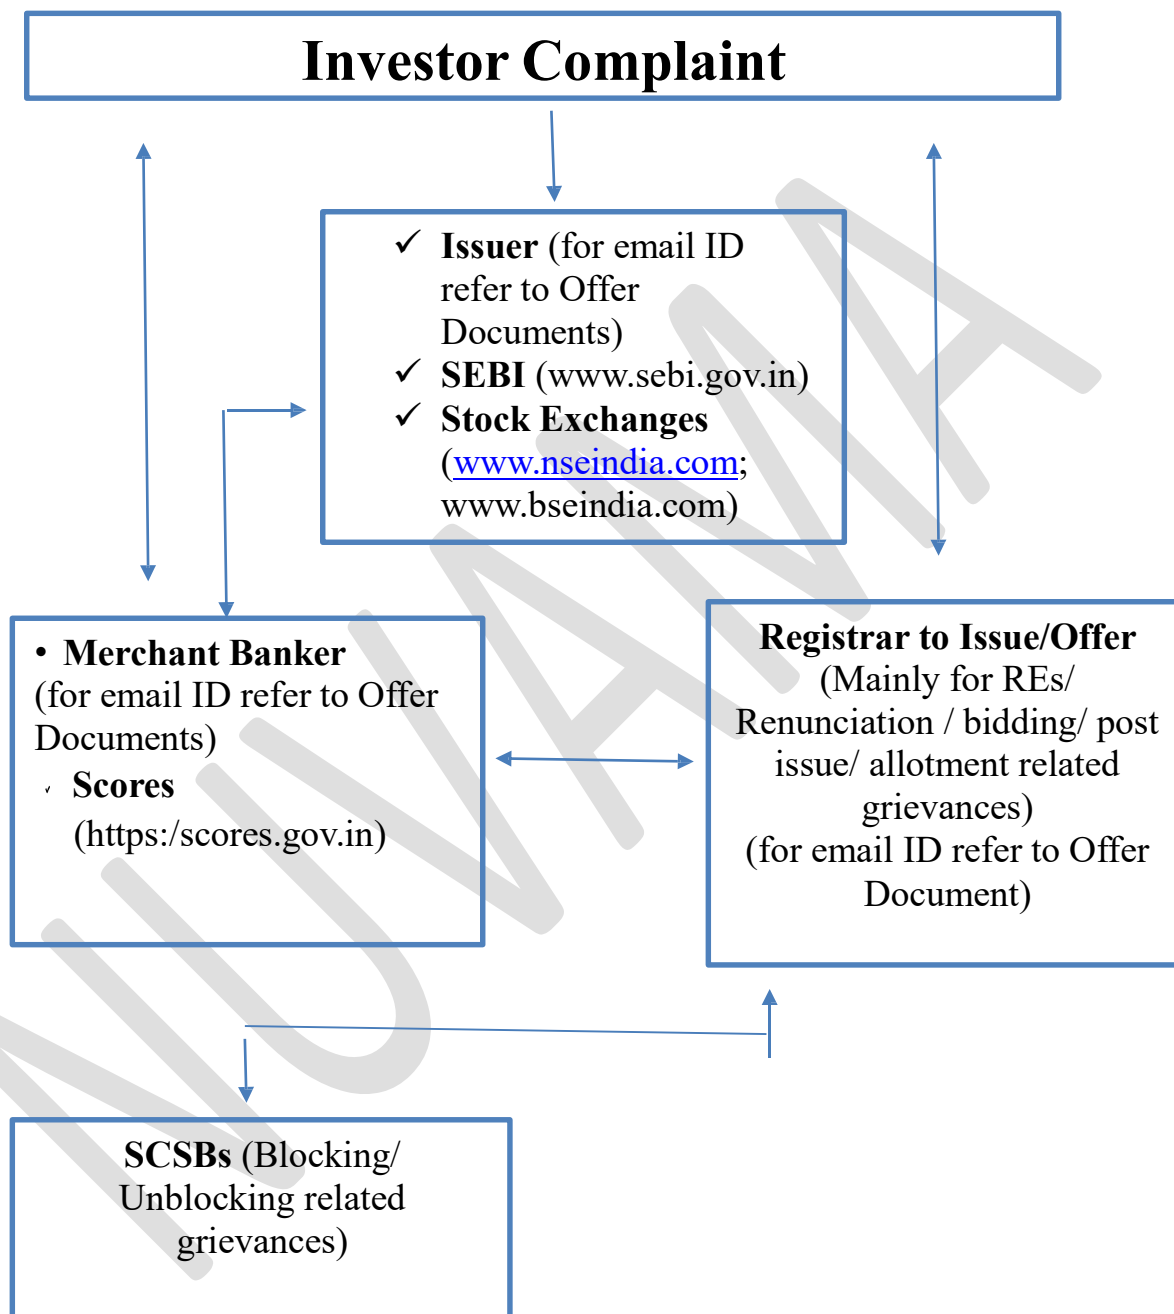 Investor Complaint
✓ Issuer (for email ID
refer to Offer
Documents)
✓ SEBI (www.sebi.gov.in)
✓ Stock Exchanges
(www.nseindia.com;
www.bseindia.com)
• Merchant Banker
(for email ID refer to Offer
Documents)
✓ Scores
(https:/scores.gov.in)
Registrar to Issue/Offer
(Mainly for REs/
Renunciation / bidding/ post
issue/ allotment related
grievances)
(for email ID refer to Offer
Document)
SCSBs (Blocking/
Unblocking related
grievances)
NUVAMA